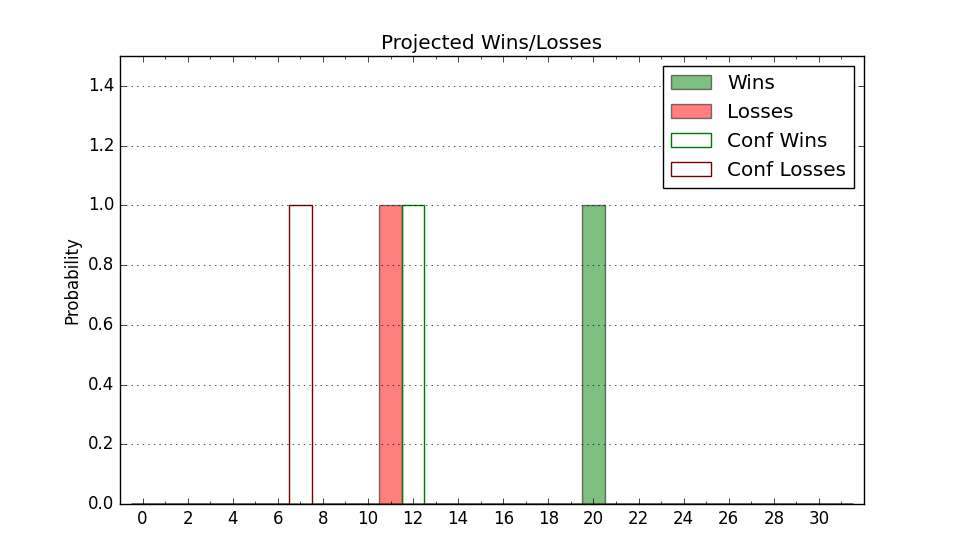 Projected Wins/Losses
Wins
Losses
Conf Wins
Conf Losses
Probability
1.4
1.2
1.0
0.8
0.6
0.4
0.2
0.0
0 2 4 6 8 10 12 14 16 18 20 22 24 26 28 30